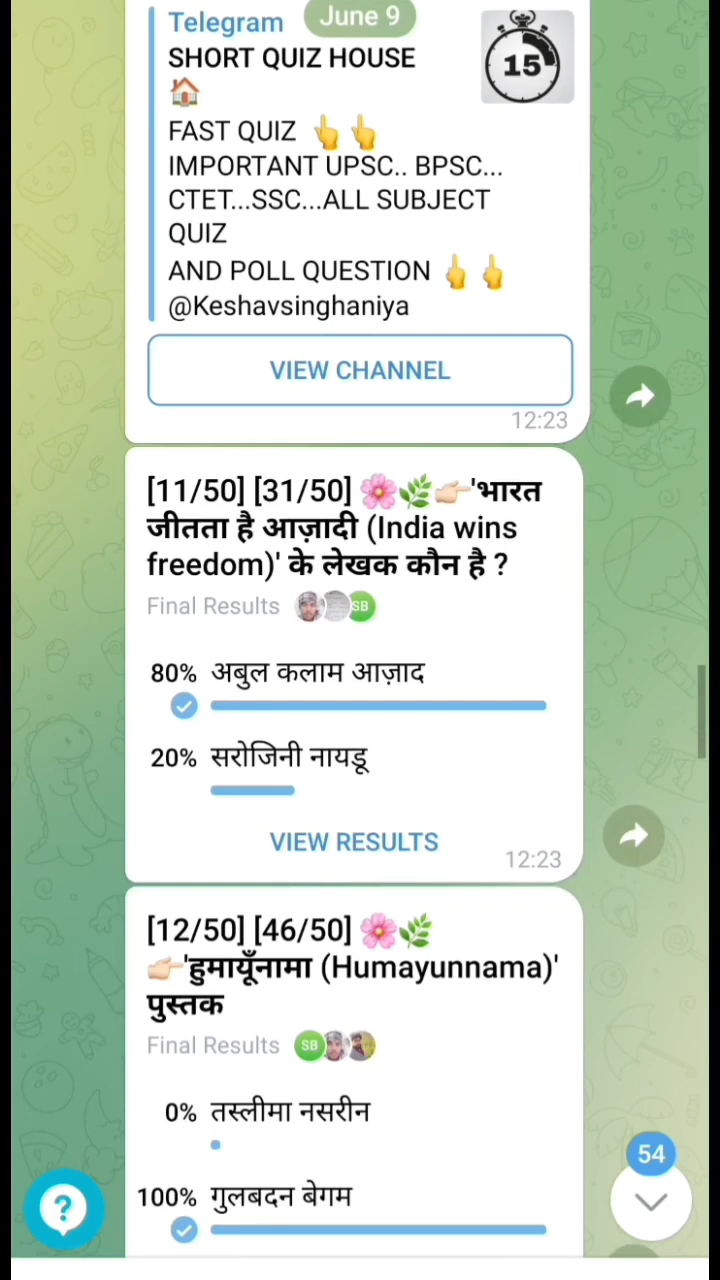 June 9
Telegram
SHORT QUIZ HOUSE
🏠
15
FAST QUIZ 👆👆
IMPORTANT UPSC.. BPSC...
CTET...SSC...ALL SUBJECT
QUIZ
AND POLL QUESTION 🖕🖕
@Keshavsinghaniya
VIEW CHANNEL
12:23
[11/50] [31/50] 🌸🌿👉🏻'भारत
जीतता है आज़ादी (India wins
freedom)' के लेखक कौन है ?
Final Results SB
80% अबुल कलाम आज़ाद
20% सरोजिनी नायडू
VIEW RESULTS
12:23
[12/50] [46/50] 🌸🌿
👉🏻'हुमायूँनामा (Humayunnama)'
पुस्तक
Final Results SB
0% तस्लीमा नसरीन
54
100% गुलबदन बेगम
?